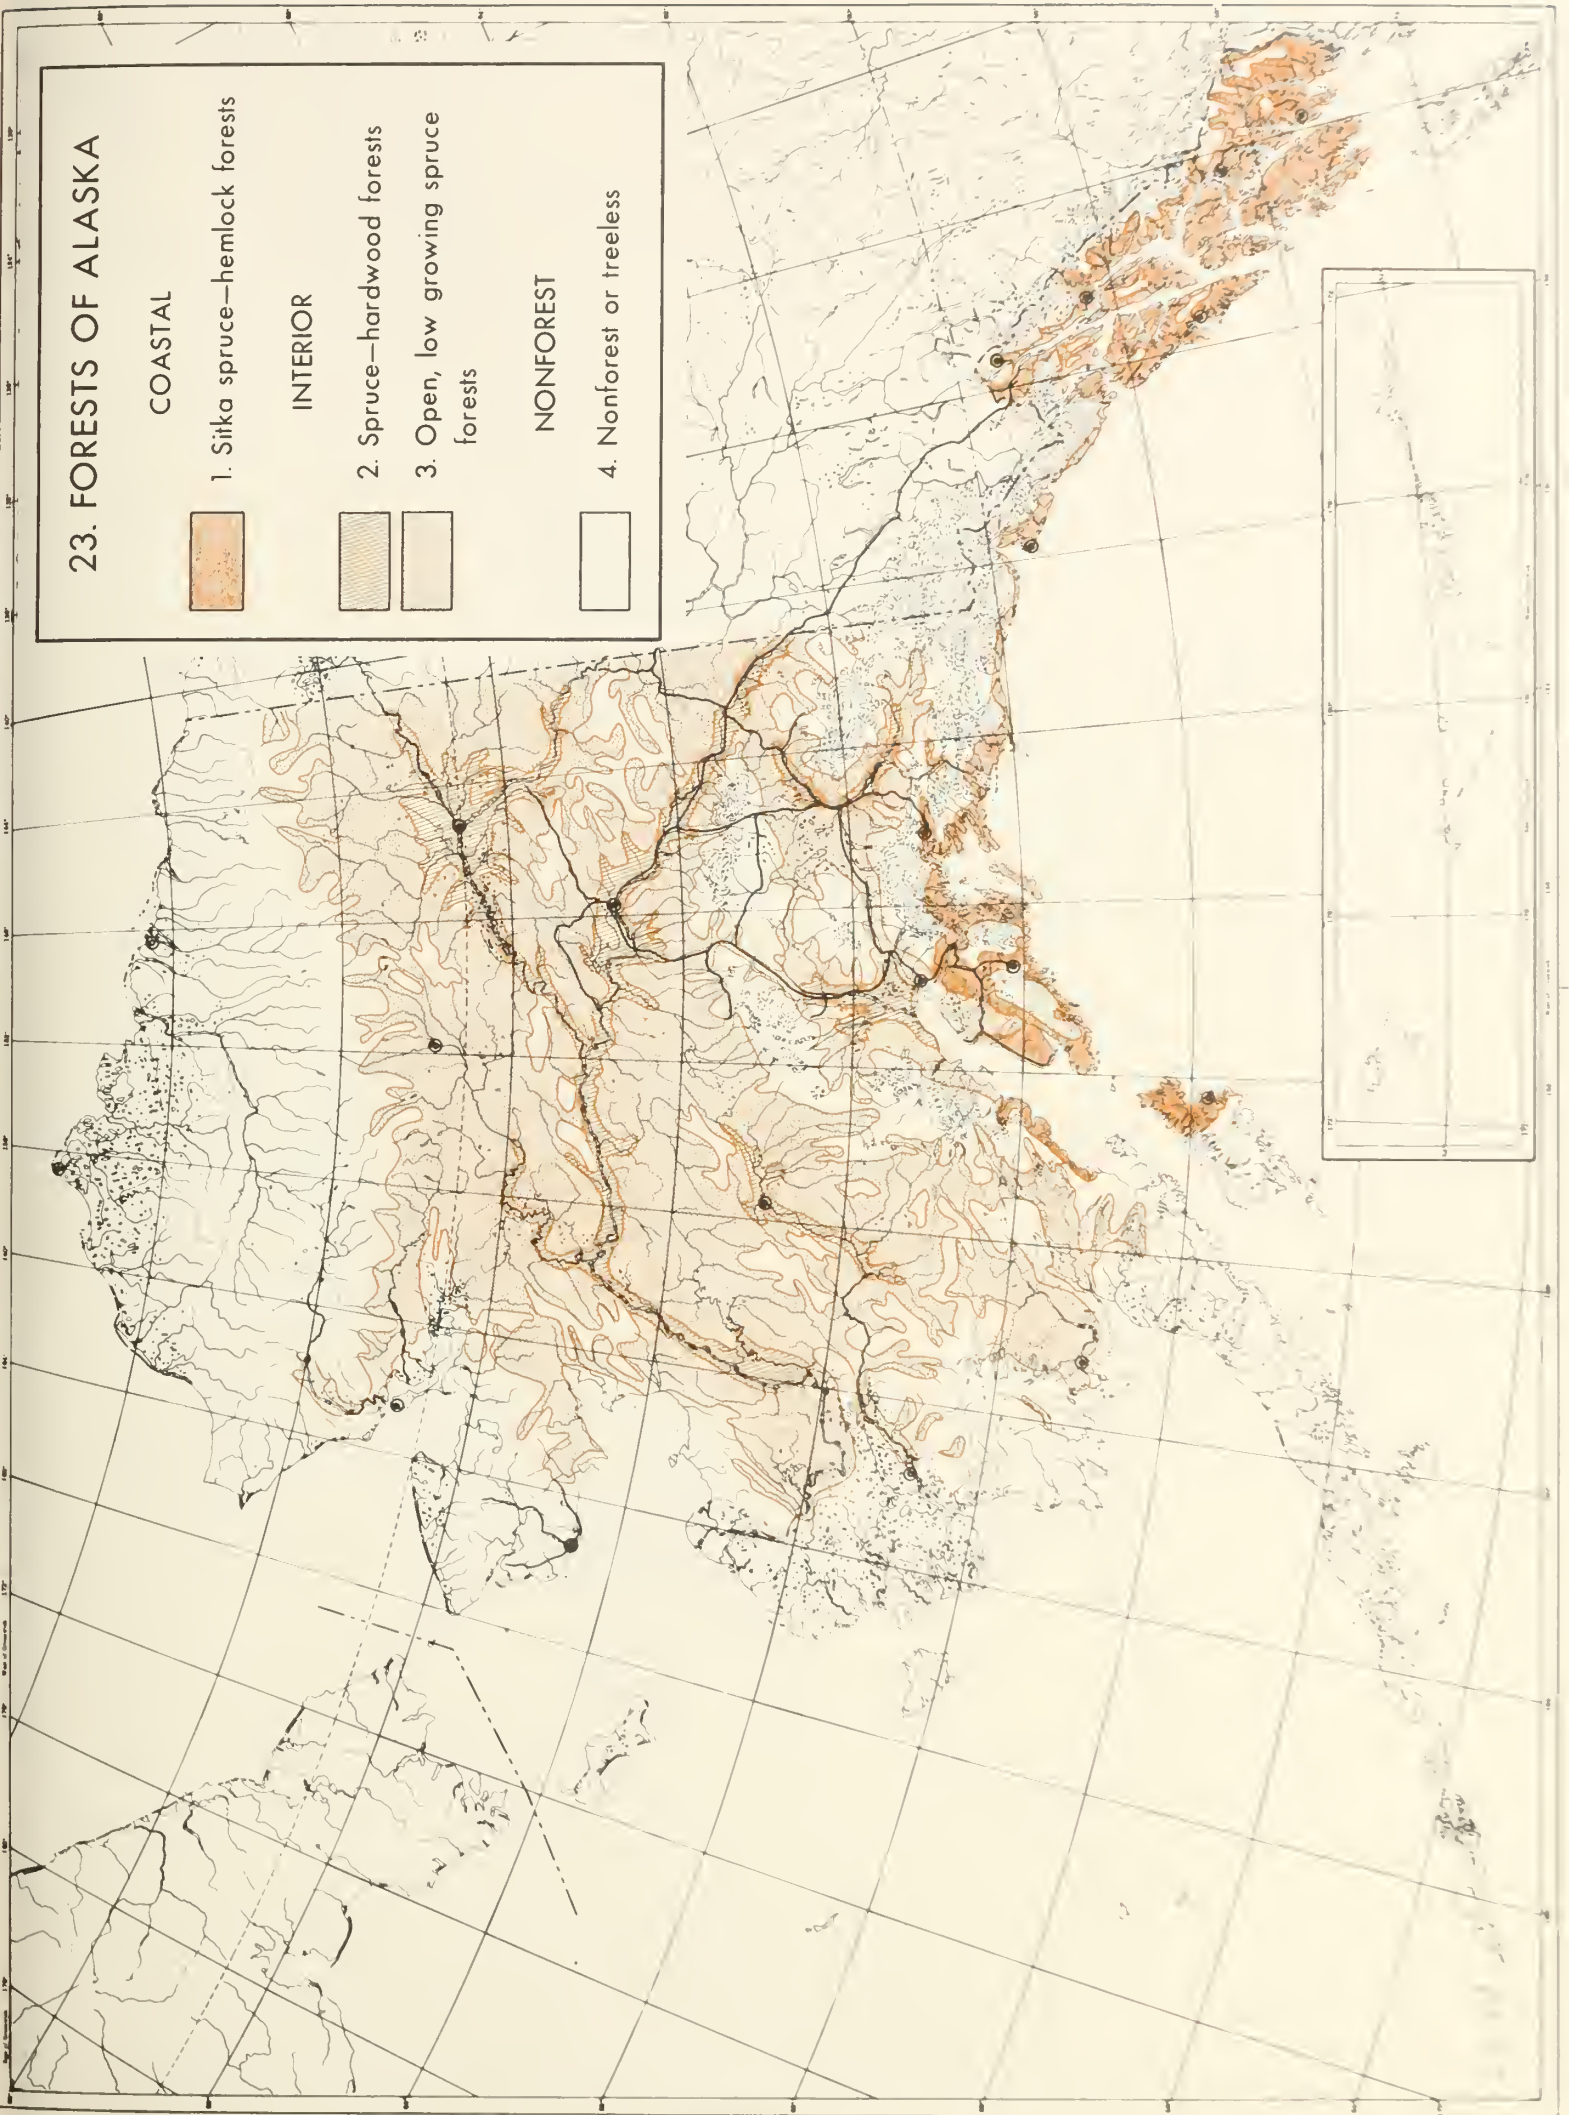 23. FORESTS OF ALASKA
COASTAL
1. Sitka spruce—hemlock forests
INTERIOR
2. Spruce—hardwood forests
3. Open, low growing spruce
forests
NONFOREST
4. Nonforest or treeless